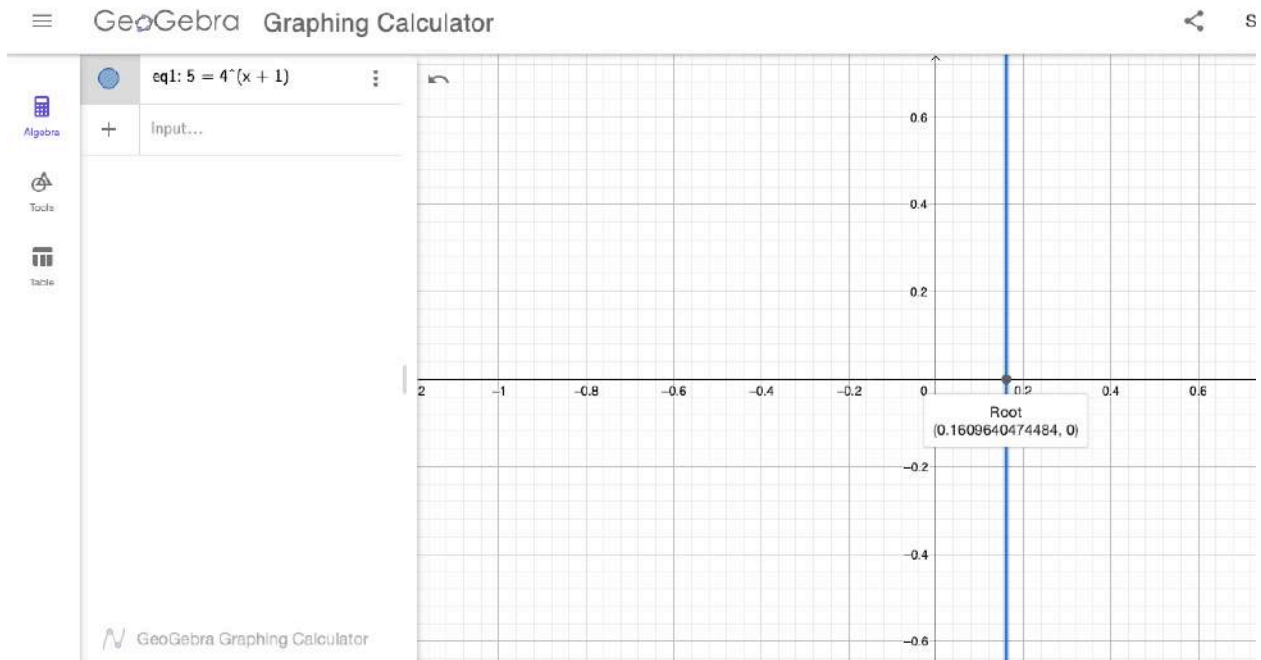 GeoGebra Graphing Calculator
S
eq1: 5 = 4^(x + 1)
Algebra
+ Input...
Tools
Table
0.6
0.4
0.2
2 −1 −0.8 −0.6 −0.4 −0.2 0 0.2 0.4 0.6
Root
(0.1609640474484, 0)
−0.2
−0.4
−0.6
GeoGebra Graphing Calculator